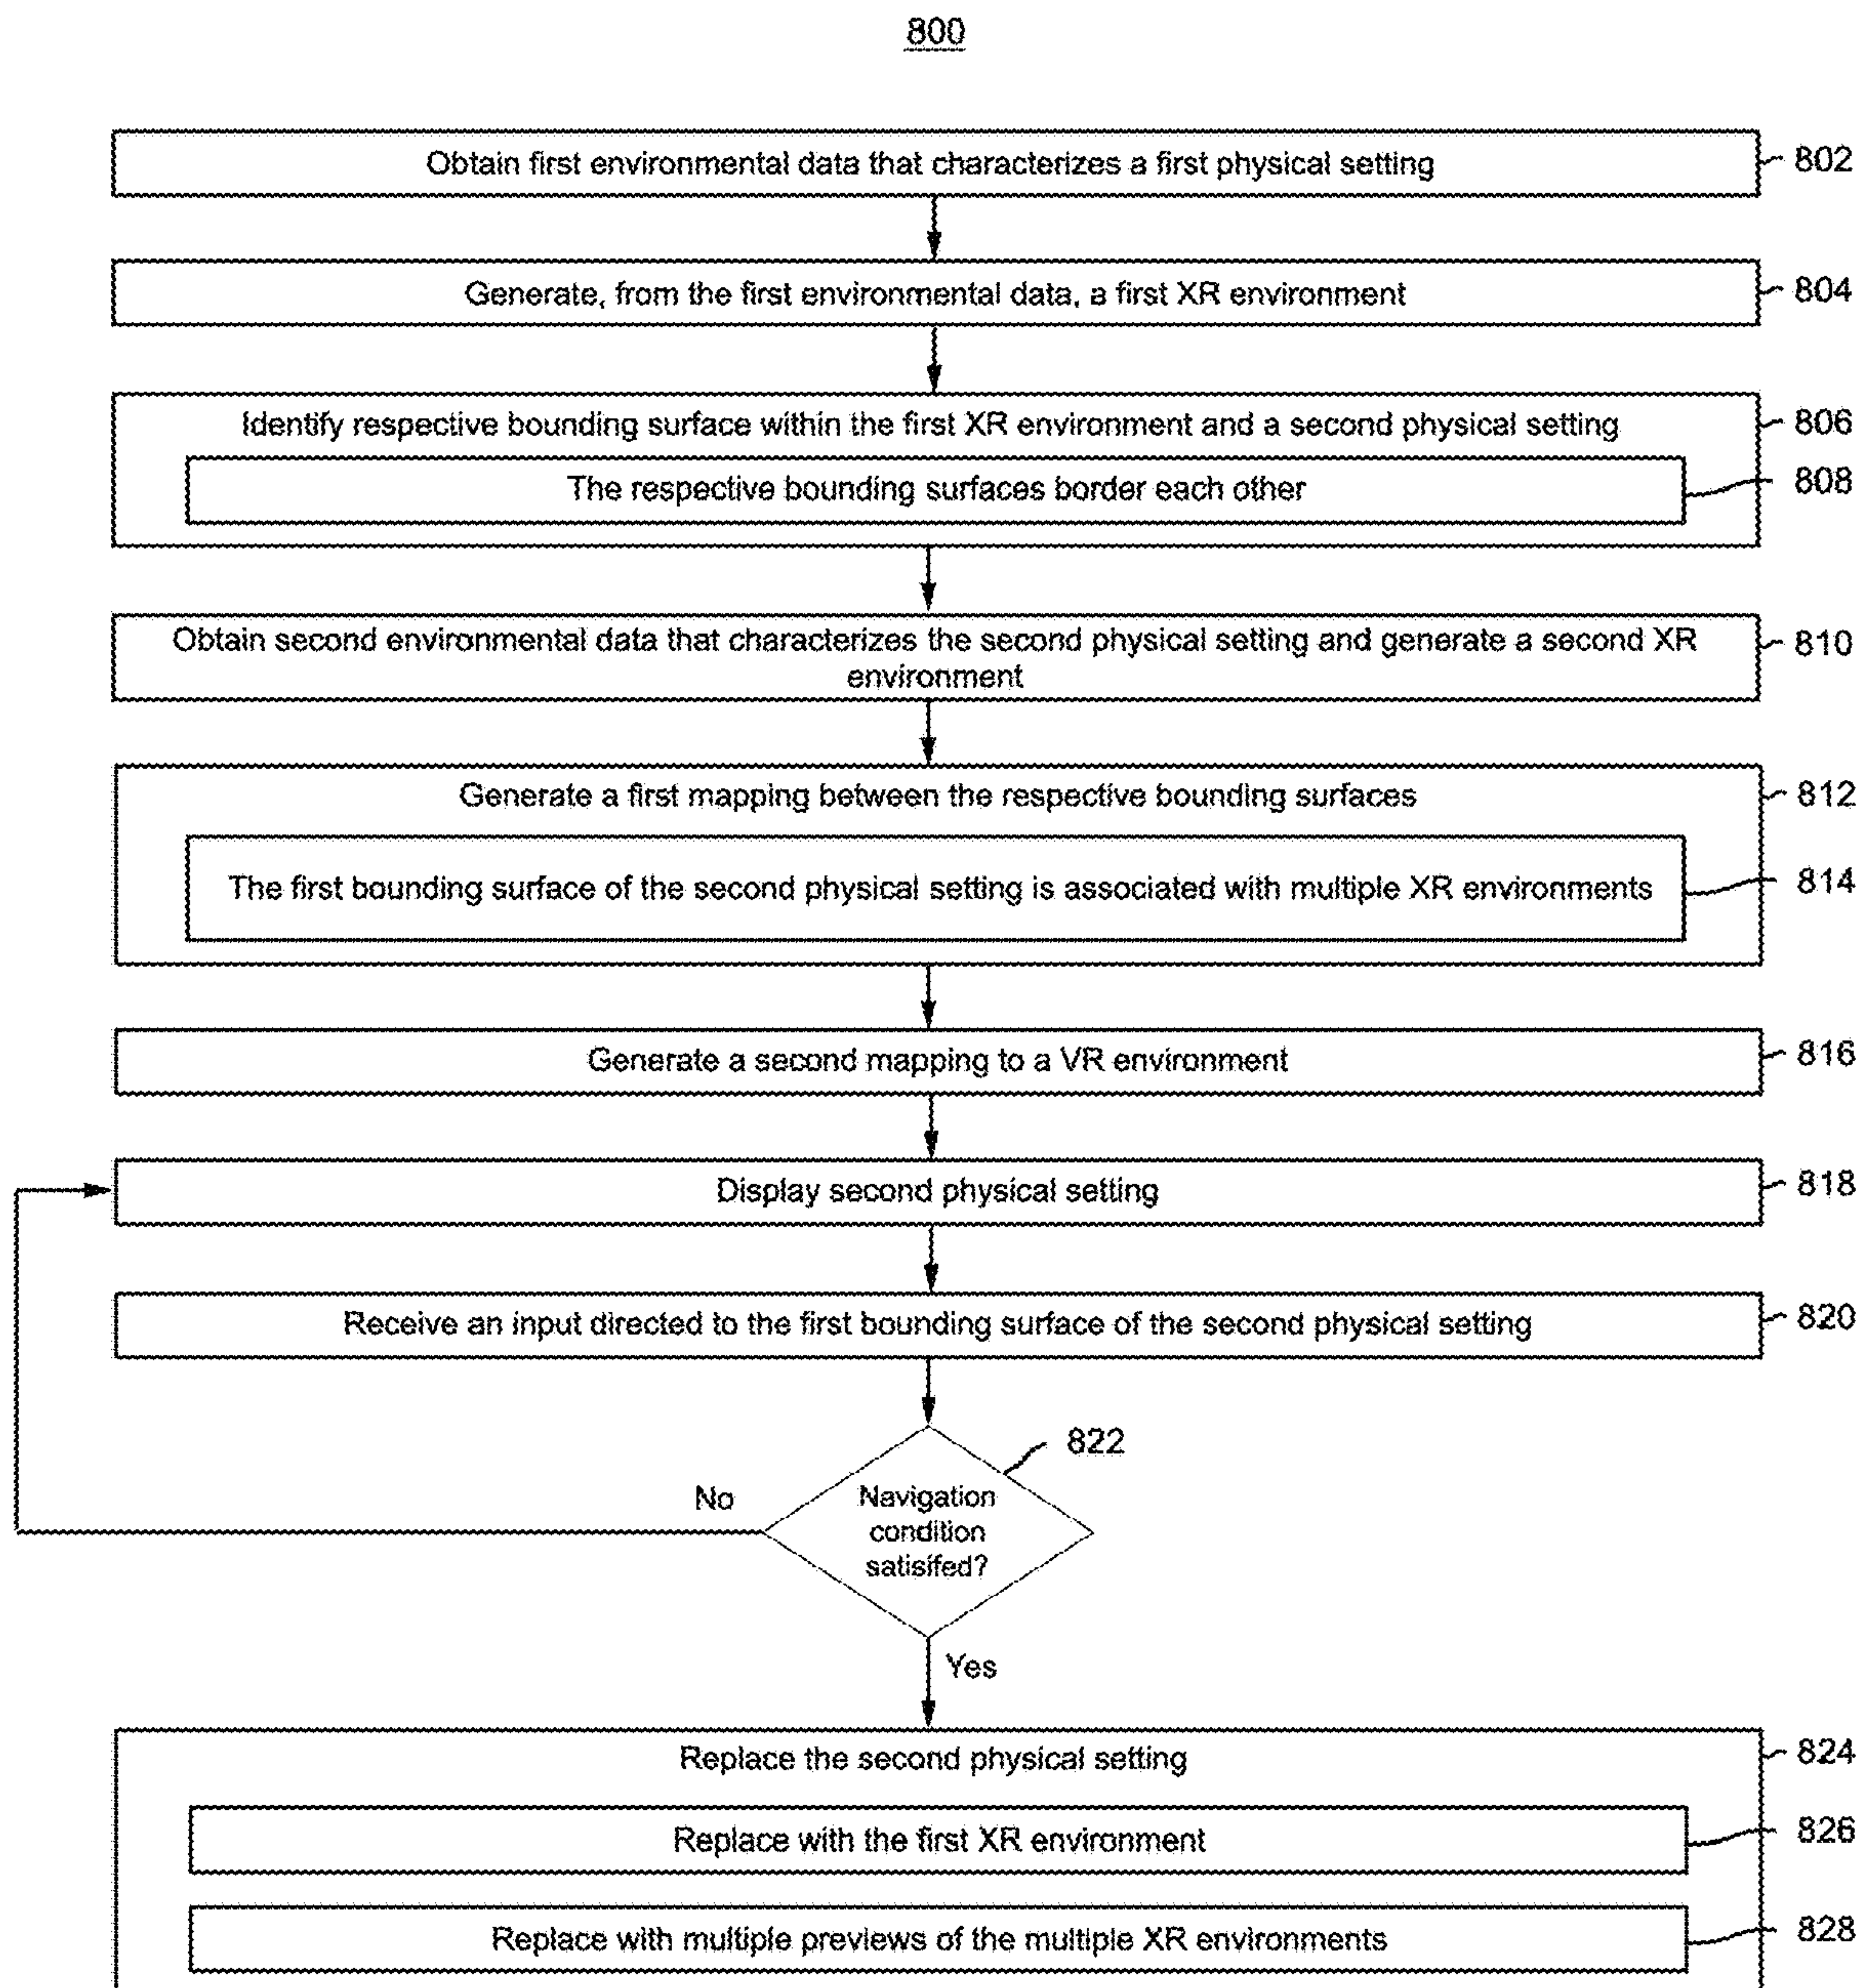 800
Obtain first environmental data that characterizes a first physical setting
802
Generate, from the first environmental data, a first XR environment
804
Identify respective bounding surface within the first XR environment and a second physical setting
806
The respective bounding surfaces border each other
808
Obtain second environmental data that characterizes the second physical setting and generate a second XR
environment
810
Generate a first mapping between the respective bounding surfaces
812
The first bounding surface of the second physical setting is associated with multiple XR environments
814
Generate a second mapping to a VR environment
816
Display second physical setting
818
Receive an input directed to the first bounding surface of the second physical setting
820
822
No
Navigation
condition
satisifed?
Yes
Replace the second physical setting
824
Replace with the first XR environment
826
Replace with multiple previews of the multiple XR environments
828